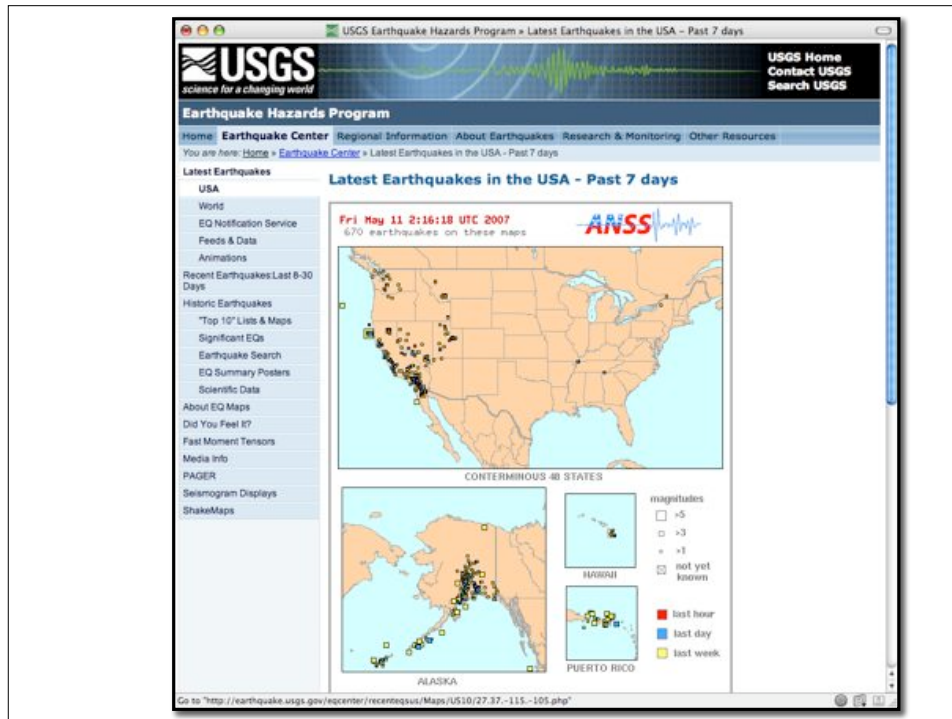 USGS Earthquake Hazards Program » Latest Earthquakes in the USA - Past 7 days
USGS
science for a changing world
USGS Home
Contact USGS
Search USGS
Earthquake Hazards Program
Home Earthquake Center Regional Information About Earthquakes Research & Monitoring Other Resources
You are here: Home » Earthquake Center » Latest Earthquakes in the USA - Past 7 days
Latest Earthquakes
USA
World
EQ Notification Service
Feeds & Data
Animations
Recent Earthquakes:Last 8-30
Days
Historic Earthquakes
"Top 10" Lists & Maps
Significant EQs
Earthquake Search
EQ Summary Posters
Scientific Data
About EQ Maps
Did You Feel It?
Fast Moment Tensors
Media Info
PAGER
Seismogram Displays
ShakeMaps
Latest Earthquakes in the USA - Past 7 days
Fri May 11 2:16:18 UTC 2007
670 earthquakes on these maps
ANSS
CONTERMINOUS 48 STATES
ALASKA
HAWAII
PUERTO RICO
magnitudes
>5
>3
>1
not yet
known
last hour
last day
last week
Go to "http://earthquake.usgs.gov/eqcenter/recenteqsus/Maps/US10/27.37.-115.-105.php"